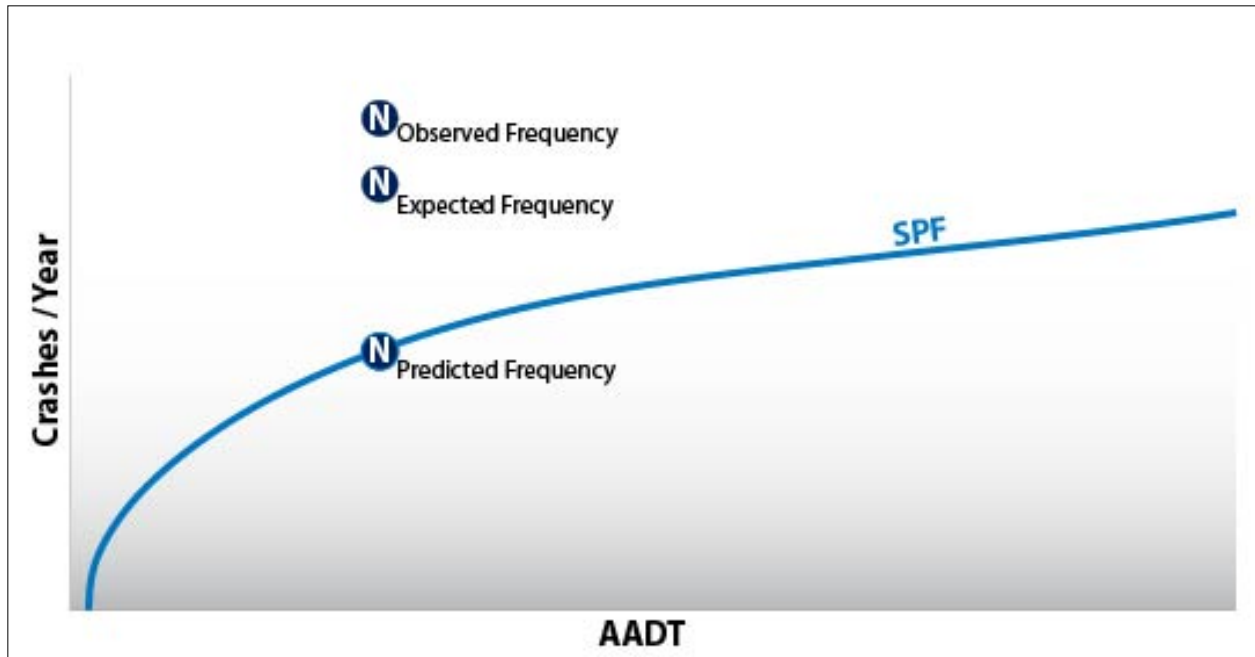 N Observed Frequency
N Expected Frequency
SPF
N Predicted Frequency
Crashes / Year
AADT